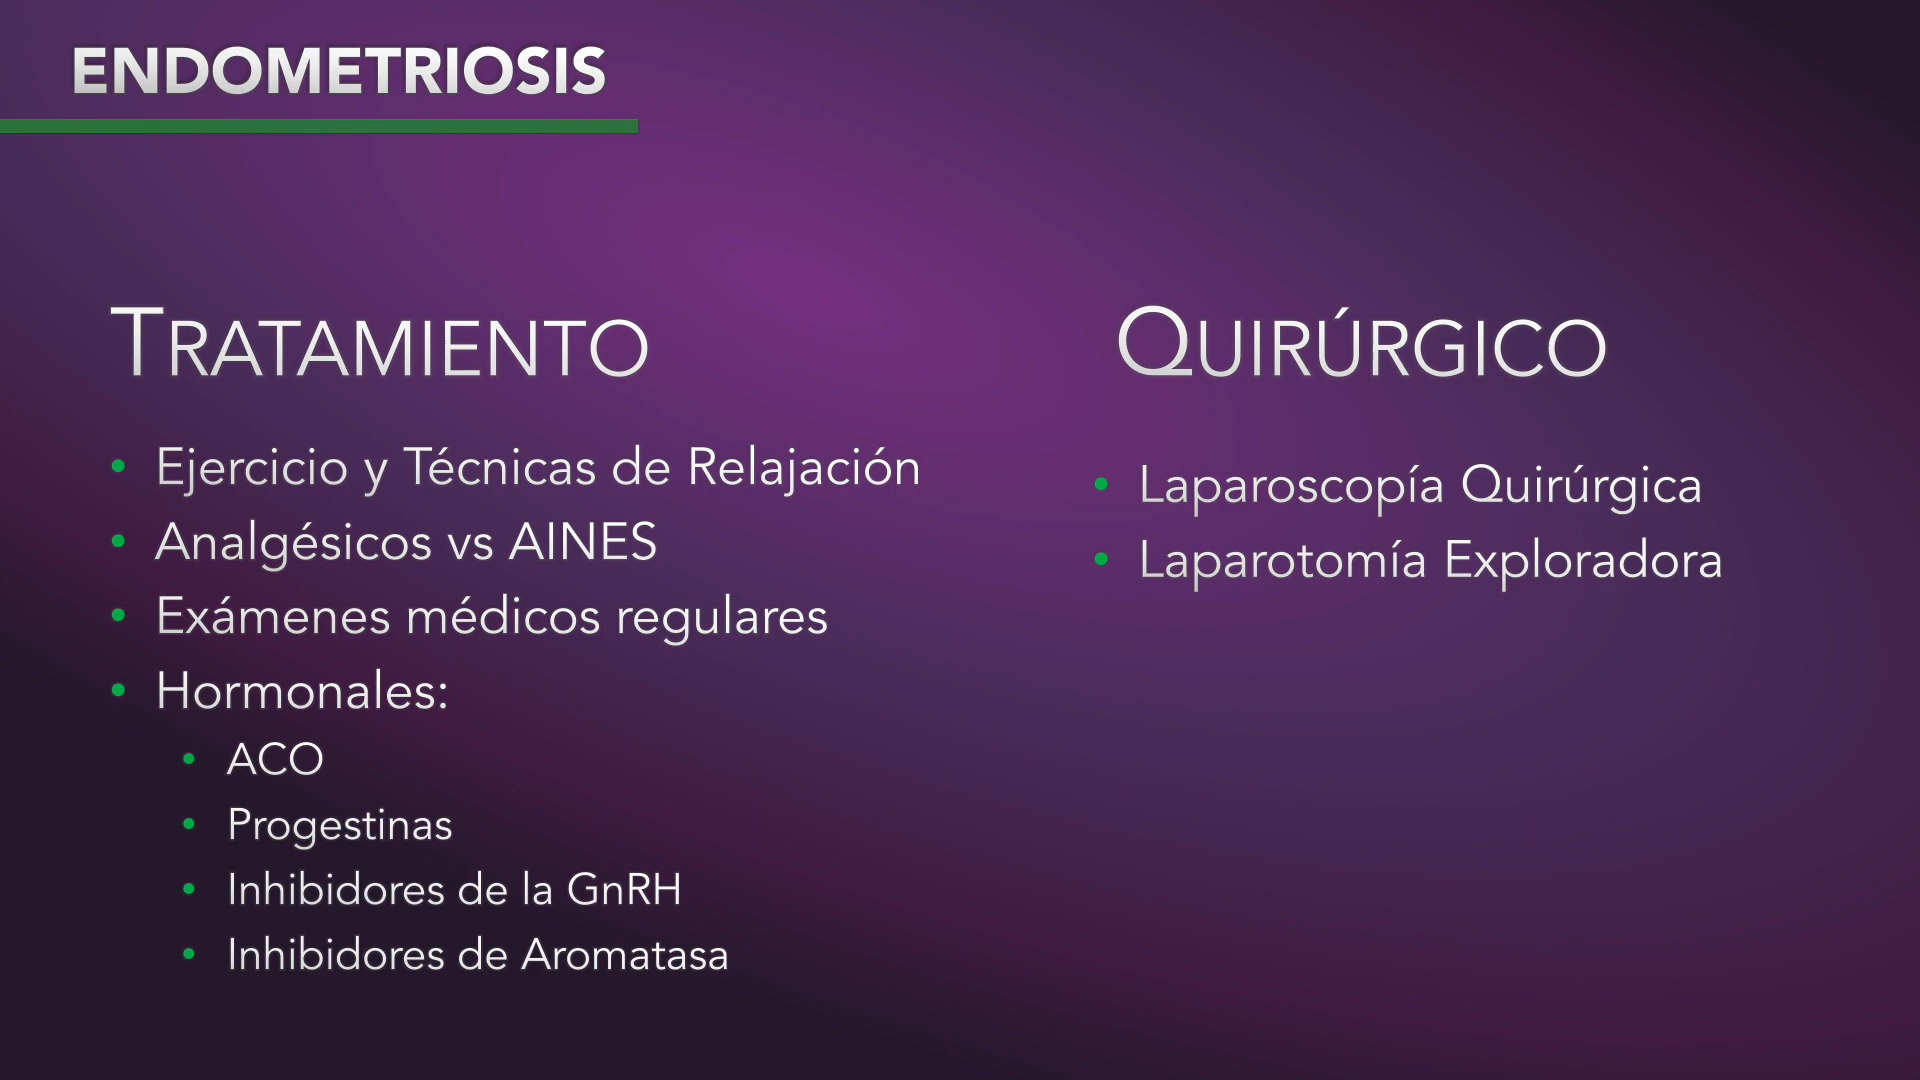 ENDOMETRIOSIS
TRATAMIENTO
• Ejercicio y Técnicas de Relajación
• Analgésicos vs AINES
• Exámenes médicos regulares
• Hormonales:
• ACO
• Progestinas
• Inhibidores de la GnRH
• Inhibidores de Aromatasa
QUIRÚRGICO
• Laparoscopía Quirúrgica
• Laparotomía Exploradora